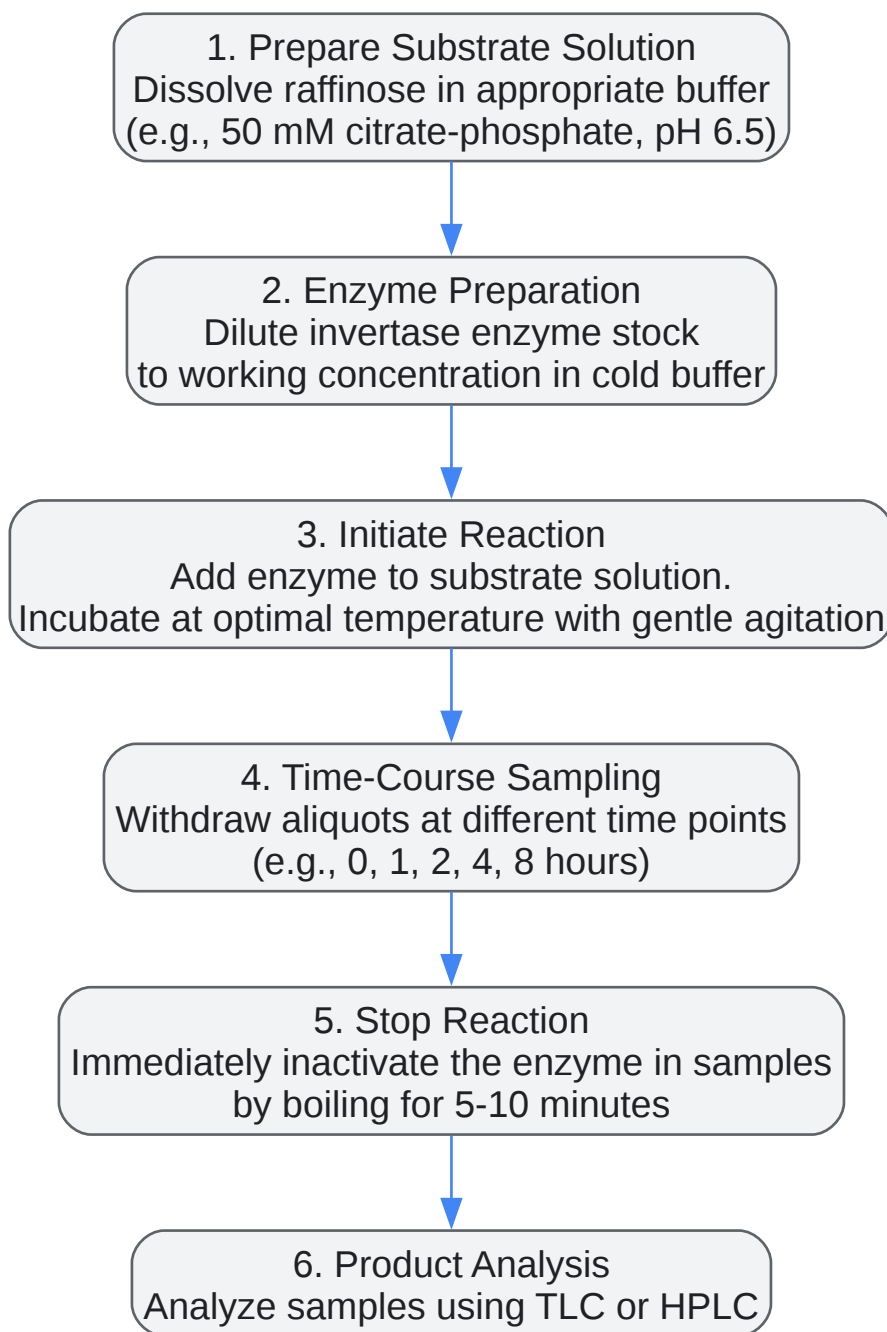 1. Prepare Substrate Solution
Dissolve raffinose in appropriate buffer
(e.g., 50 mM citrate-phosphate, pH 6.5)
2. Enzyme Preparation
Dilute invertase enzyme stock
to working concentration in cold buffer
3. Initiate Reaction
Add enzyme to substrate solution.
Incubate at optimal temperature with gentle agitation
4. Time-Course Sampling
Withdraw aliquots at different time points
(e.g., 0, 1, 2, 4, 8 hours)
5. Stop Reaction
Immediately inactivate the enzyme in samples
by boiling for 5-10 minutes
6. Product Analysis
Analyze samples using TLC or HPLC